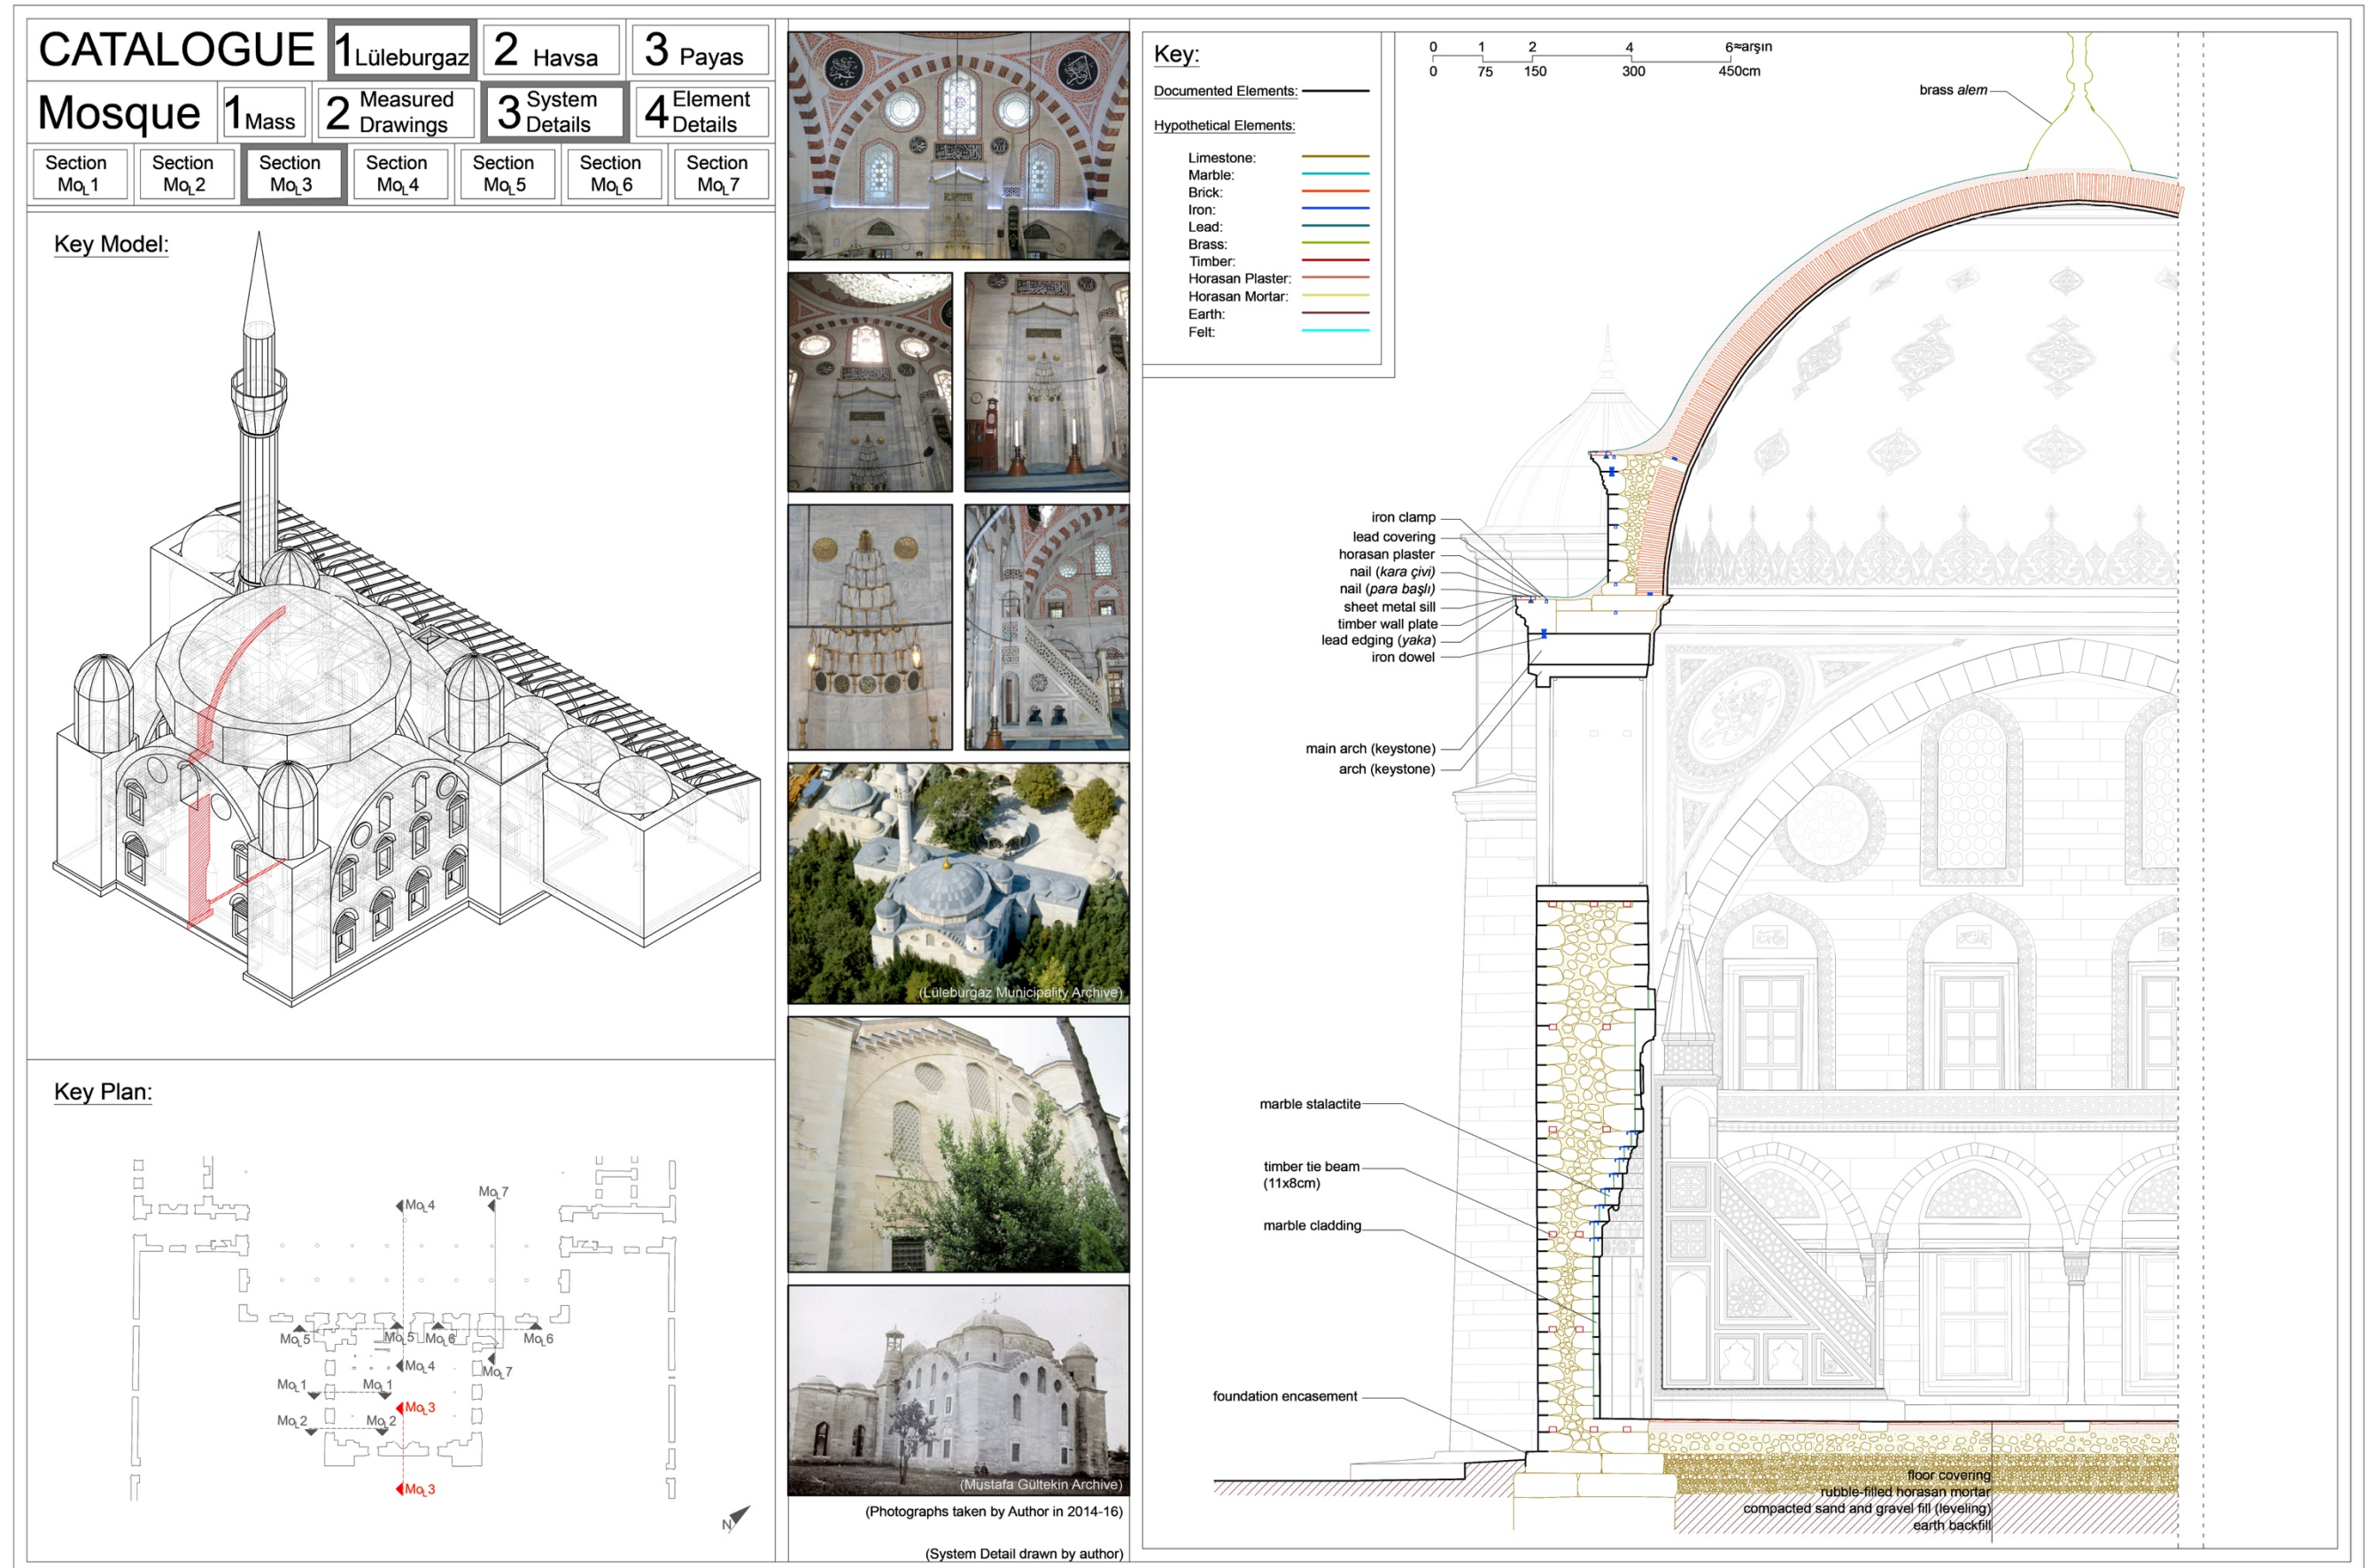 CATALOGUE
1 Lüleburgaz
2 Havsa
3 Payas
Mosque
1 Mass
2 Measured
Drawings
3 System
Details
4 Element
Details
Section
MoL1
Section
MoL2
Section
MoL3
Section
MoL4
Section
MoL5
Section
MoL6
Section
MoL7
Key Model:
Key Plan:
MoL4
MoL7
MoL5
MoL5
MoL6
MoL6
MoL4
MoL7
MoL1
MoL1
MoL3
MoL2
MoL2
MoL3
N
(Lüleburgaz Municipality Archive)
(Mustafa Gültekin Archive)
(Photographs taken by Author in 2014-16)
(System Detail drawn by author)
Key:
Documented Elements:
Hypothetical Elements:
Limestone:
Marble:
Brick:
Iron:
Lead:
Brass:
Timber:
Horasan Plaster:
Horasan Mortar:
Earth:
Felt:
0 1 2 4 6≈arşın
0 75 150 300 450cm
brass alem
iron clamp
lead covering
horasan plaster
nail (kara çivi)
nail (para başlı)
sheet metal sill
timber wall plate
lead edging (yaka)
iron dowel
main arch (keystone)
arch (keystone)
marble stalactite
timber tie beam
(11x8cm)
marble cladding
foundation encasement
floor covering
rubble-filled horasan mortar
compacted sand and gravel fill (leveling)
earth backfill